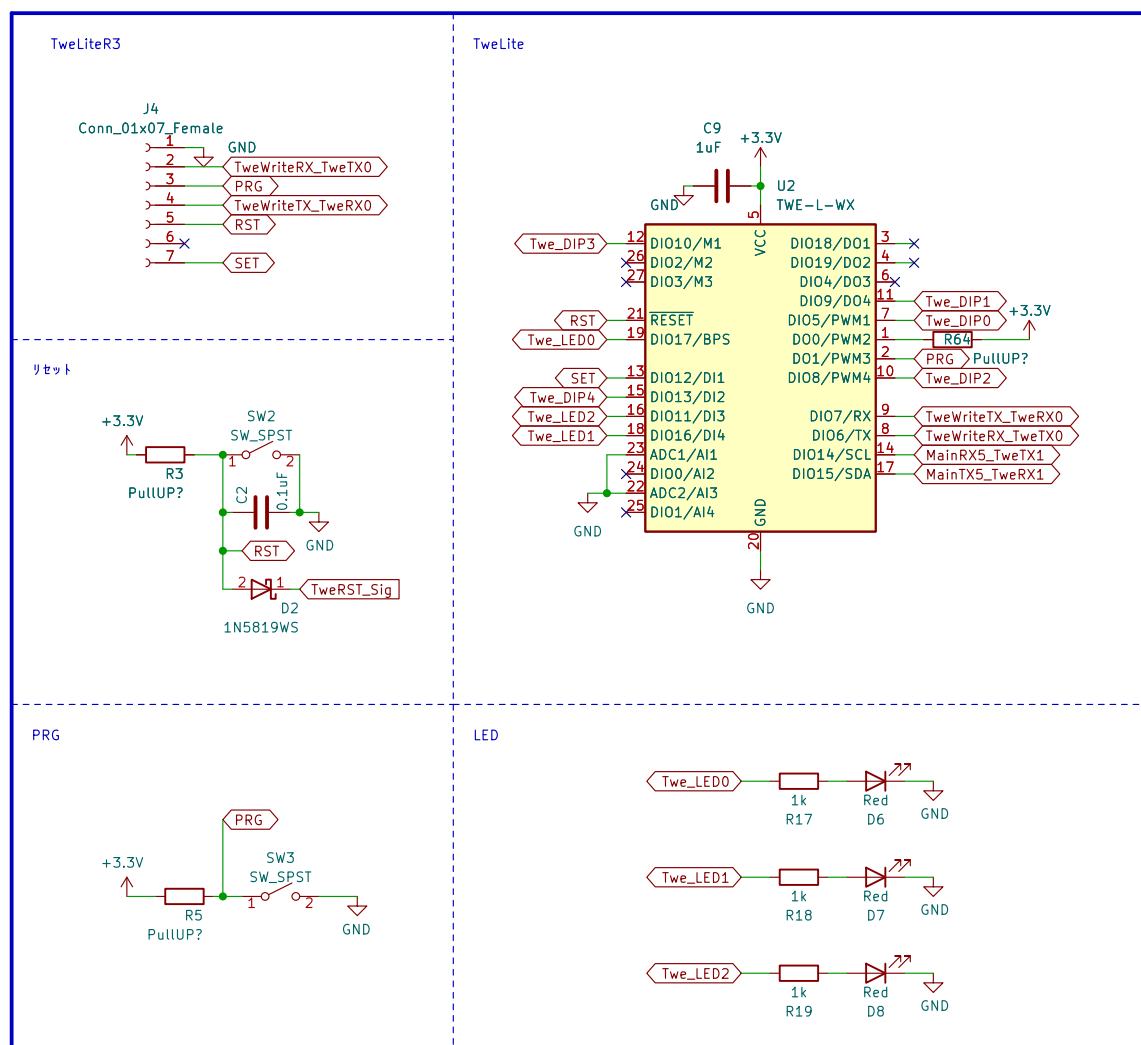 TweLiteR3
J4
Conn_01x07_Female
1
GND
2
TweWriteRX_TweTX0
3
PRG
4
TweWriteTX_TweRX0
5
RST
6
7
SET
TweLite
C9
1uF
+3.3V
GND
U2
TWE-L-WX
5
VCC
Twe_DIP3
12
DIO10/M1
26
DIO2/M2
27
DIO3/M3
RST
21
RESET
Twe_LED0
19
DIO17/BPS
SET
13
DIO12/DI1
Twe_DIP4
15
DIO13/DI2
Twe_LED2
16
DIO11/DI3
Twe_LED1
18
DIO16/DI4
23
ADC1/AI1
24
DIO0/AI2
22
ADC2/AI3
25
DIO1/AI4
GND
DIO18/DO1
3
DIO19/DO2
4
DIO4/DO3
6
DIO9/DO4
11
Twe_DIP1
DIO5/PWM1
7
Twe_DIP0
+3.3V
DO0/PWM2
1
R64
DO1/PWM3
2
PRG
PullUP?
DIO8/PWM4
10
Twe_DIP2
DIO7/RX
9
TweWriteTX_TweRX0
DIO6/TX
8
TweWriteRX_TweTX0
DIO14/SCL
14
MainRX5_TweTX1
DIO15/SDA
17
MainTX5_TweRX1
GND
20
GND
リセット
+3.3V
R3
PullUP?
SW2
SW_SPST
1
2
C2
0.1uF
GND
RST
2
1
TweRST_Sig
D2
1N5819WS
PRG
PRG
+3.3V
R5
PullUP?
SW3
SW_SPST
1
2
GND
LED
Twe_LED0
1k
R17
Red
D6
GND
Twe_LED1
1k
R18
Red
D7
GND
Twe_LED2
1k
R19
Red
D8
GND